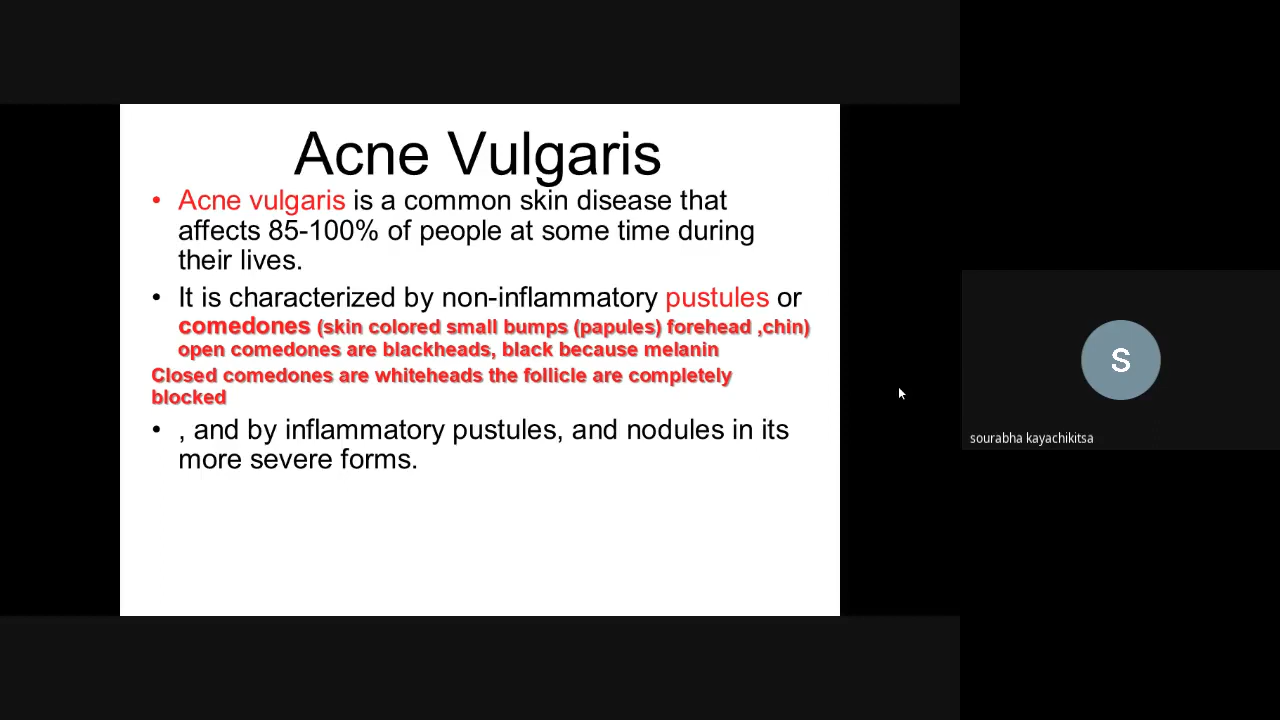 Acne Vulgaris
• Acne vulgaris is a common skin disease that
affects 85-100% of people at some time during
their lives.
• It is characterized by non-inflammatory pustules or
comedones (skin colored small bumps (papules) forehead ,chin)
open comedones are blackheads, black because melanin
Closed comedones are whiteheads the follicle are completely
blocked
• , and by inflammatory pustules, and nodules in its
more severe forms.
S
sourabha kayachikitsa